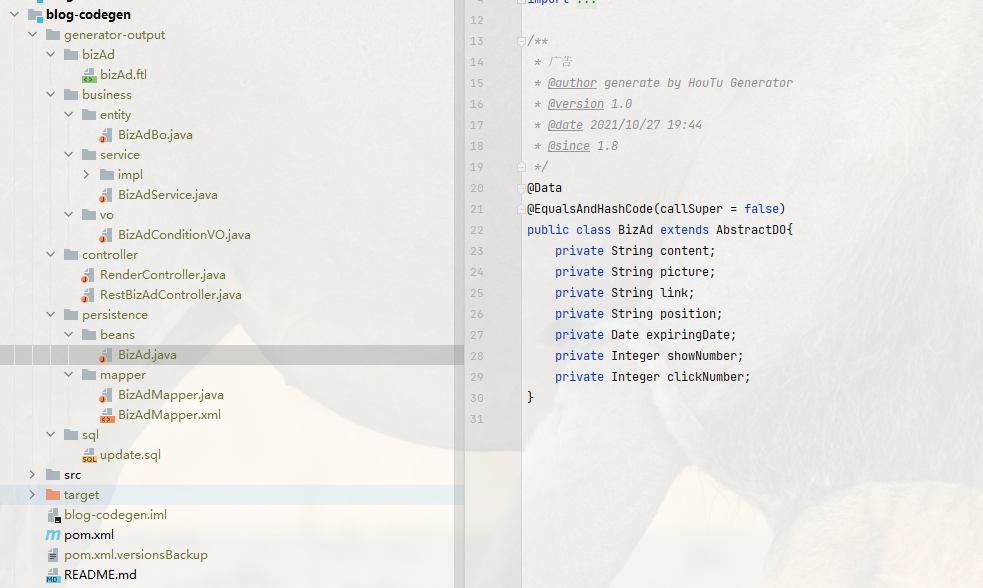 blog-codegen
generator-output
bizAd
bizAd.ftl
business
entity
BizAdBo.java
service
impl
BizAdService.java
vo
BizAdConditionVO.java
controller
RenderController.java
RestBizAdController.java
persistence
beans
BizAd.java
mapper
BizAdMapper.java
BizAdMapper.xml
sql
update.sql
src
target
blog-codegen.iml
pom.xml
pom.xml.versionsBackup
README.md
import ...
12
13 /**
14 * 广告
15 * @author generate by HouTu Generator
16 * @version 1.0
17 * @date 2021/10/27 19:44
18 * @since 1.8
19 */
20 @Data
21 @EqualsAndHashCode(callSuper = false)
22 public class BizAd extends AbstractDO{
23 private String content;
24 private String picture;
25 private String link;
26 private String position;
27 private Date expiringDate;
28 private Integer showNumber;
29 private Integer clickNumber;
30 }
31